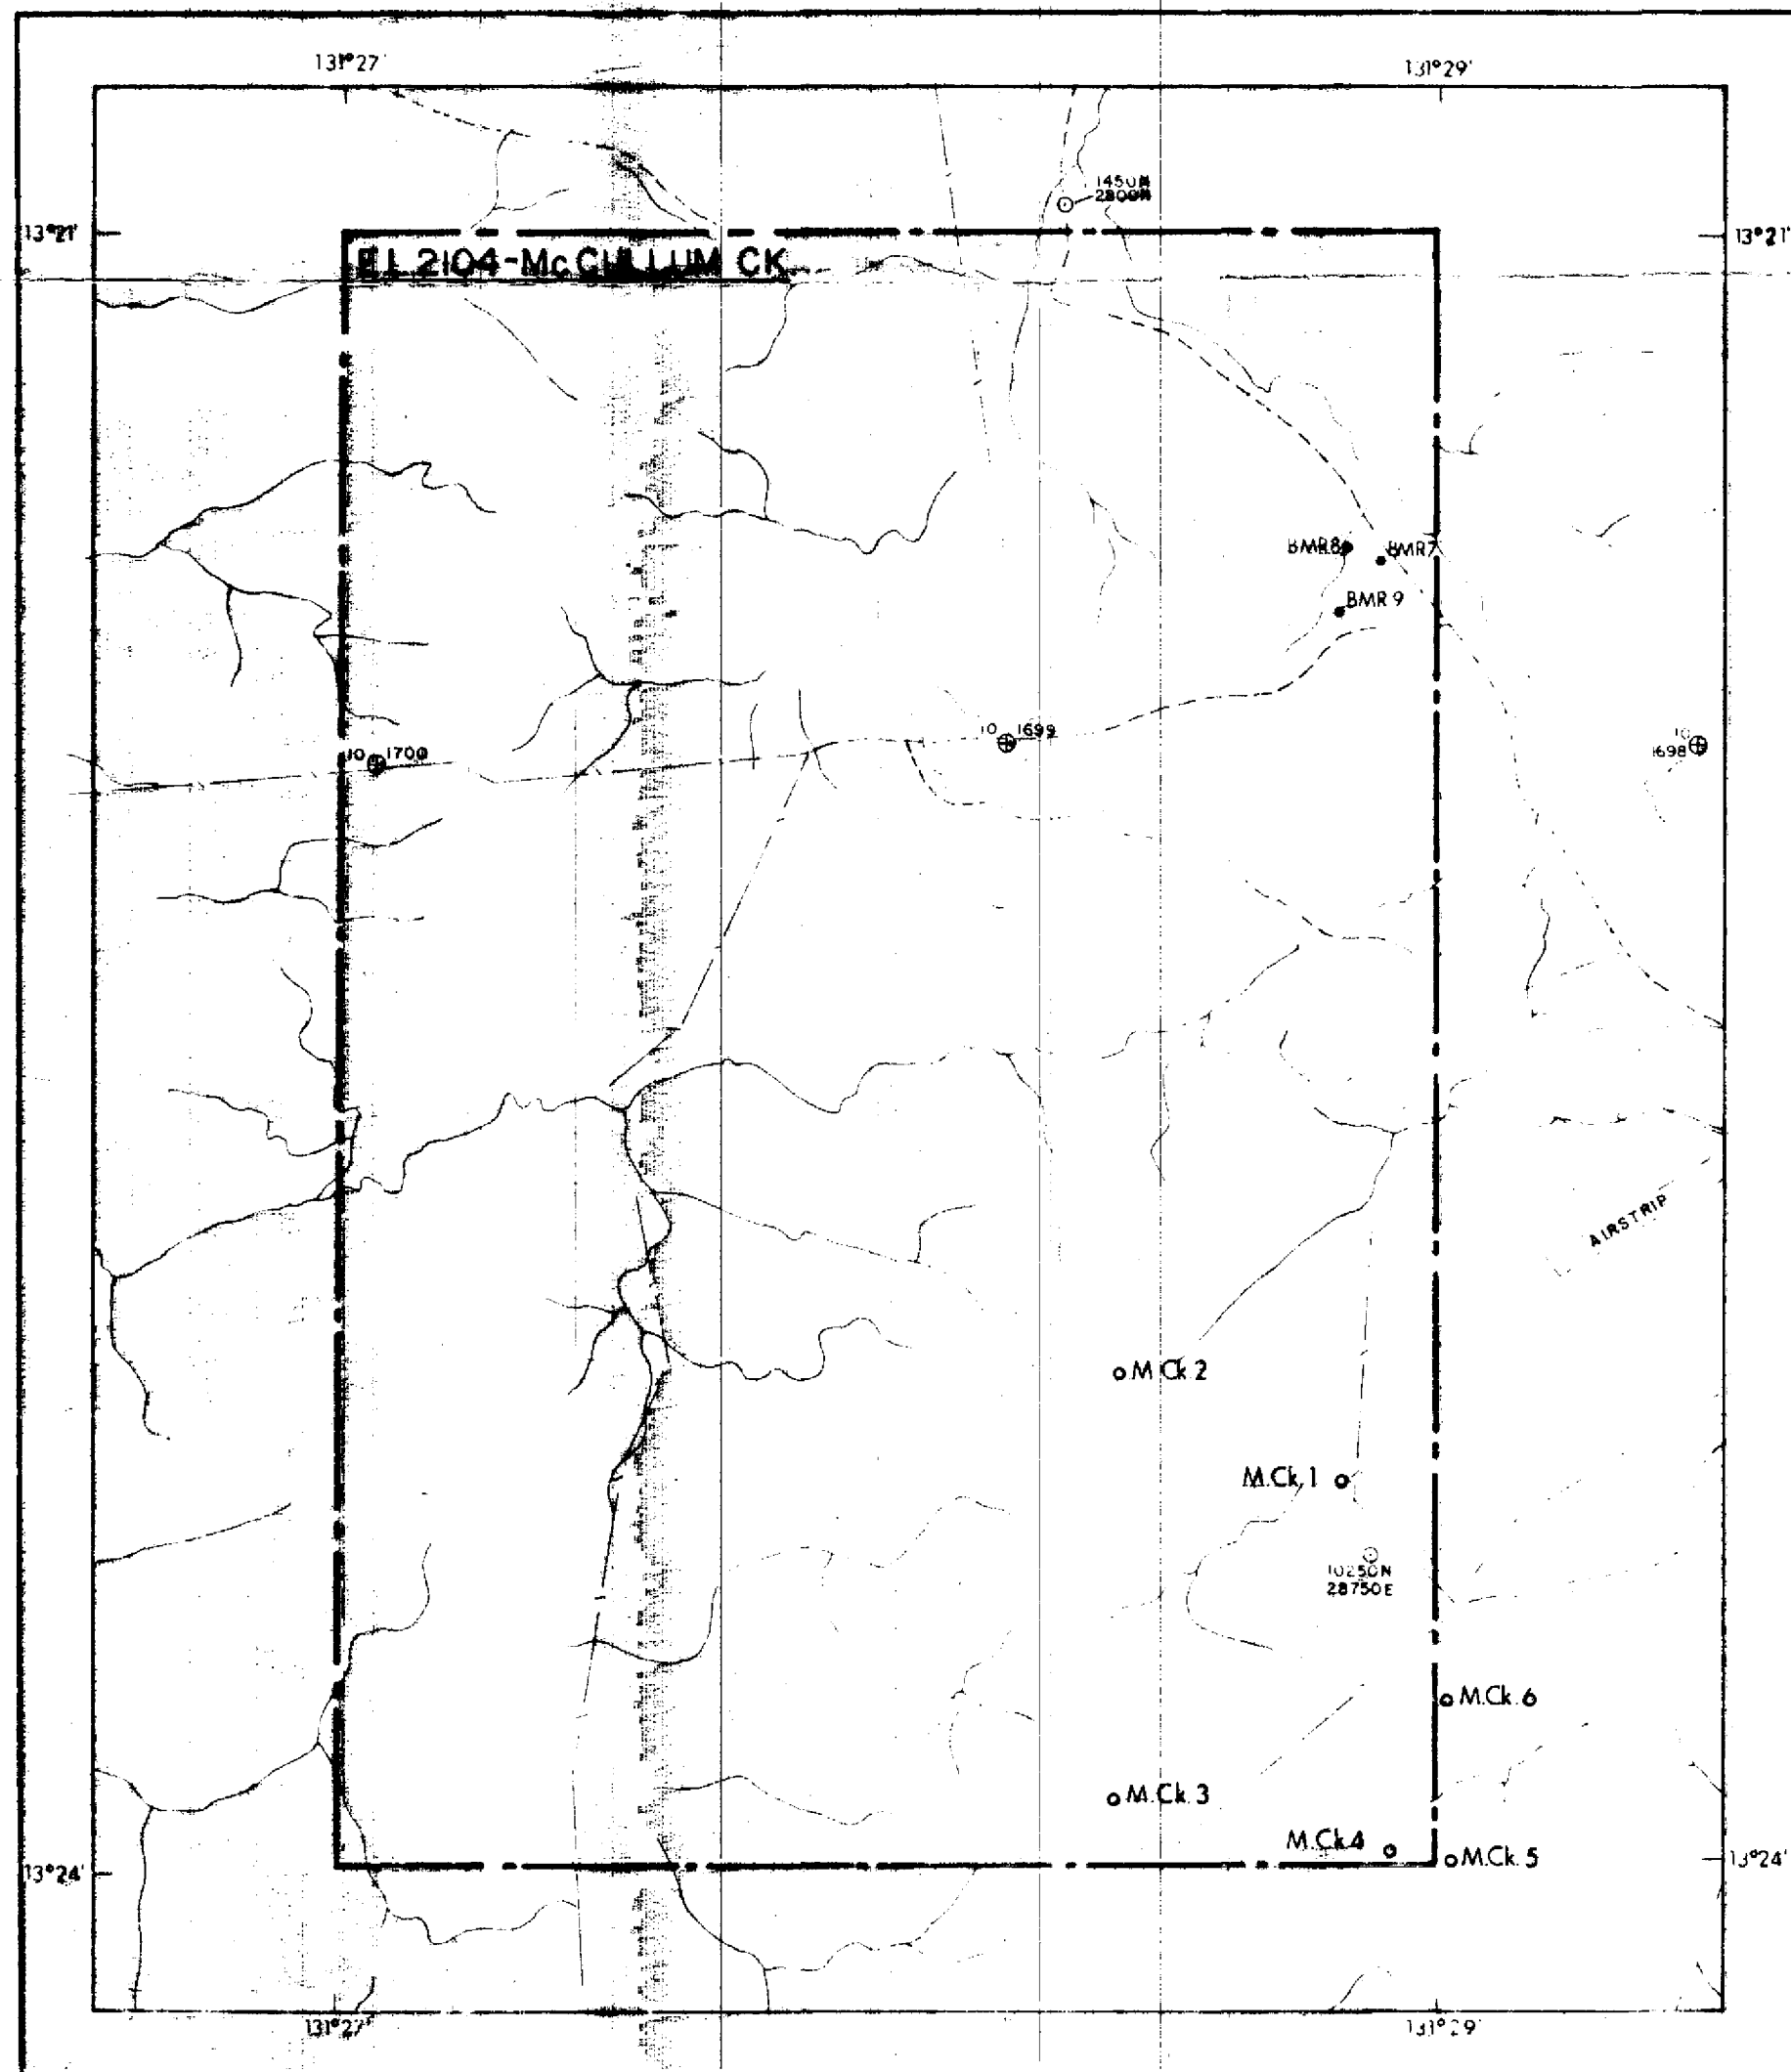 131°27'
131°29'
1450N
2800N
13°21'
13°21'
E.L 2104-McCULLUM CK.
BMR8
BMR7
BMR 9
10 1700
10 1699
10
1698
AIRSTRIP
M.Ck.2
M.Ck.1
10250N
28750E
M.Ck.6
M.Ck.3
M.Ck.4
M.Ck.5
13°24'
13°24'
131°27'
131°29'